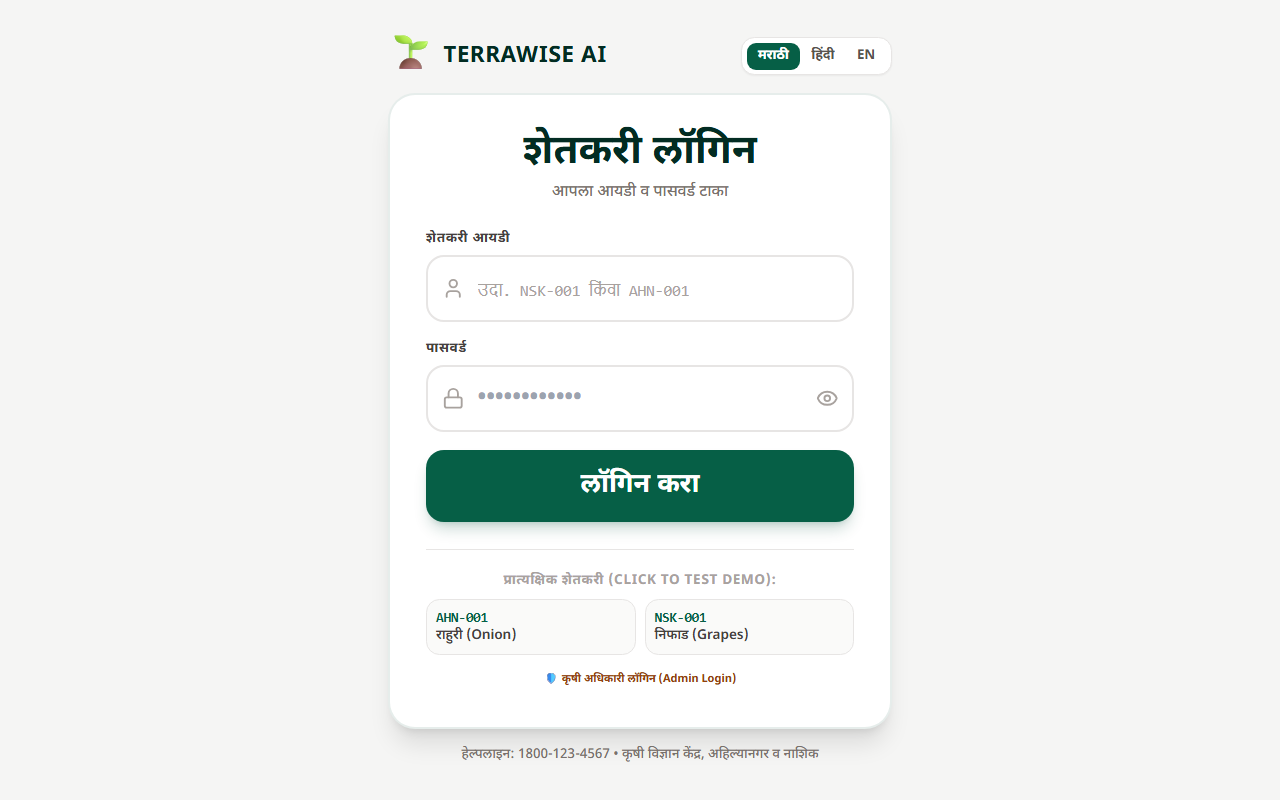 TERRAWISE AI
मराठी हिंदी EN
शेतकरी लॉगिन
आपला आयडी व पासवर्ड टाका
शेतकरी आयडी
उदा. NSK-001 किंवा AHN-001
पासवर्ड
••••••••••••
लॉगिन करा
प्रात्यक्षिक शेतकरी (CLICK TO TEST DEMO):
AHN-001
राहुरी (Onion)
NSK-001
निफाड (Grapes)
कृषी अधिकारी लॉगिन (Admin Login)
हेल्पलाइन: 1800-123-4567 • कृषी विज्ञान केंद्र, अहिल्यानगर व नाशिक